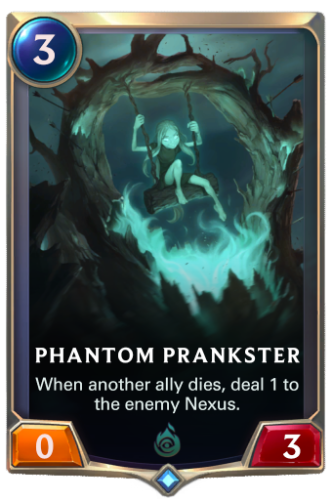 3
PHANTOM PRANKSTER
When another ally dies, deal 1 to
the enemy Nexus.
0
3